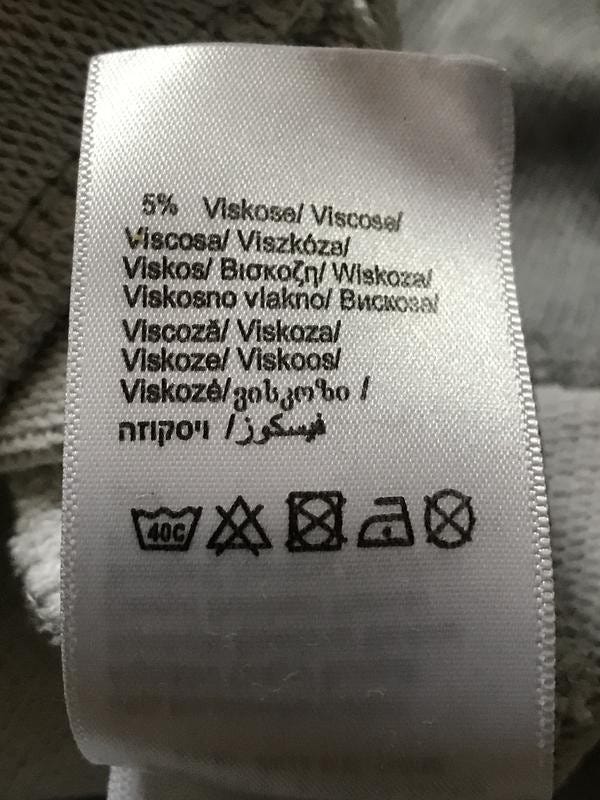 5% Viskose/ Viscose/
Viscosa/ Viszkóza/
Viskos/ Βισκοζη/ Wiskoza/
Viskosno vlakno/ Вискоза/
Viscoză/ Viskoza/
Viskoze/ Viskoos/
Viskozė/ვისკოზი /
ויסקוזה /فيسكوز
40C